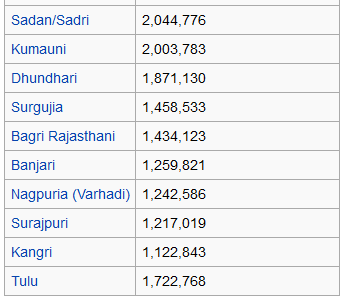 Sadan/Sadri 2,044,776
Kumauni 2,003,783
Dhundhari 1,871,130
Surgujia 1,458,533
Bagri Rajasthani 1,434,123
Banjari 1,259,821
Nagpuria (Varhadi) 1,242,586
Surajpuri 1,217,019
Kangri 1,122,843
Tulu 1,722,768